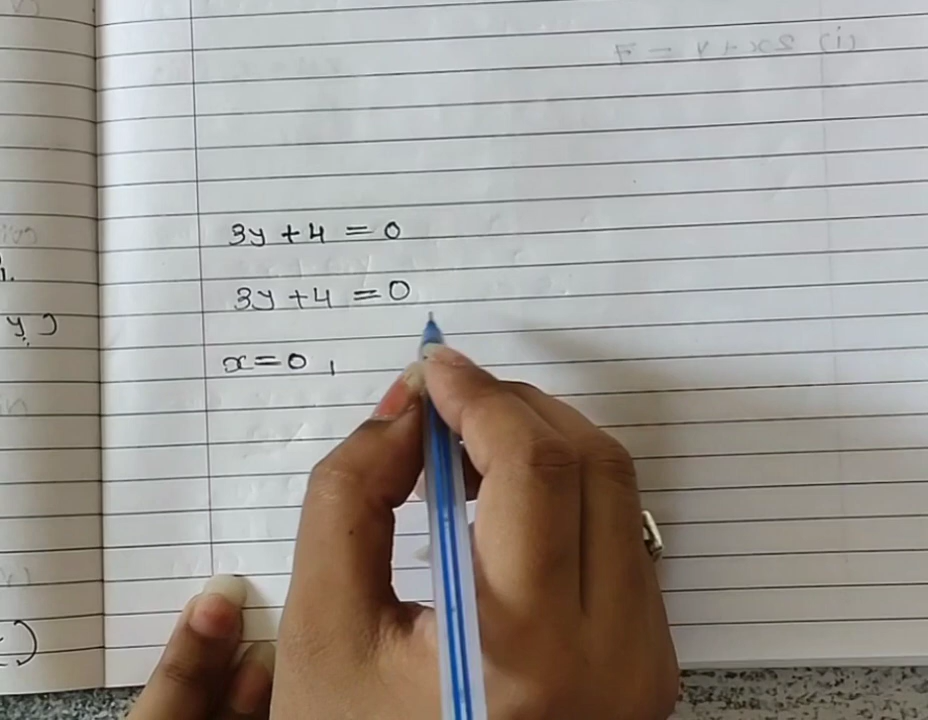 3y + 4 = 0
3y + 4 = 0
x = 0 ,